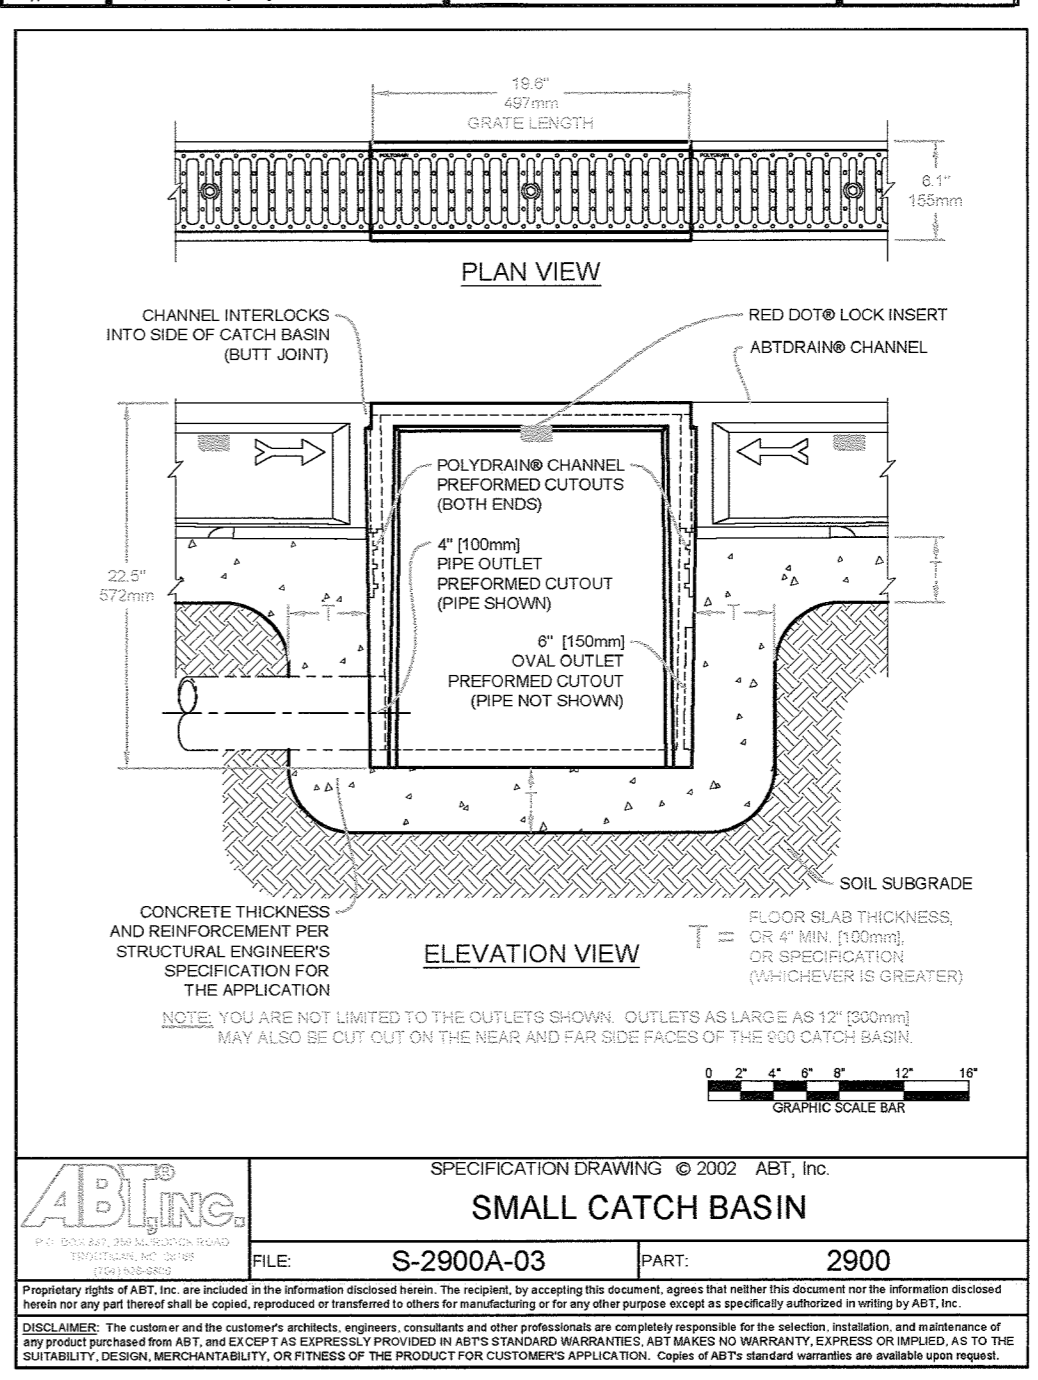 19.6"
497mm
GRATE LENGTH
POLYDRAIN
POLYDRAIN
6.1"
155mm
PLAN VIEW
CHANNEL INTERLOCKS
INTO SIDE OF CATCH BASIN
(BUTT JOINT)
RED DOT® LOCK INSERT
ABTDRAIN® CHANNEL
POLYDRAIN® CHANNEL
PREFORMED CUTOUTS
(BOTH ENDS)
4" [100mm]
PIPE OUTLET
PREFORMED CUTOUT
(PIPE SHOWN)
22.5"
572mm
T
T
T
6" [150mm]
OVAL OUTLET
PREFORMED CUTOUT
(PIPE NOT SHOWN)
T
SOIL SUBGRADE
CONCRETE THICKNESS
AND REINFORCEMENT PER
STRUCTURAL ENGINEER'S
SPECIFICATION FOR
THE APPLICATION
ELEVATION VIEW
T =
FLOOR SLAB THICKNESS,
OR 4" MIN. [100mm],
OR SPECIFICATION
(WHICHEVER IS GREATER)
NOTE: YOU ARE NOT LIMITED TO THE OUTLETS SHOWN. OUTLETS AS LARGE AS 12" [300mm]
MAY ALSO BE CUT OUT ON THE NEAR AND FAR SIDE FACES OF THE 900 CATCH BASIN.
0 2" 4" 6" 8" 12" 16"
GRAPHIC SCALE BAR
ABT, INC.®
P.O. BOX 837, 259 MURDOCK ROAD
TROUTMAN, NC 28166
(704) 528-9806
SPECIFICATION DRAWING © 2002 ABT, Inc.
SMALL CATCH BASIN
FILE: S-2900A-03
PART: 2900
Proprietary rights of ABT, Inc. are included in the information disclosed herein. The recipient, by accepting this document, agrees that neither this document nor the information disclosed
herein nor any part thereof shall be copied, reproduced or transferred to others for manufacturing or for any other purpose except as specifically authorized in writing by ABT, Inc.
DISCLAIMER: The customer and the customer's architects, engineers, consultants and other professionals are completely responsible for the selection, installation, and maintenance of
any product purchased from ABT, and EXCEPT AS EXPRESSLY PROVIDED IN ABT'S STANDARD WARRANTIES, ABT MAKES NO WARRANTY, EXPRESS OR IMPLIED, AS TO THE
SUITABILITY, DESIGN, MERCHANTABILITY, OR FITNESS OF THE PRODUCT FOR CUSTOMER'S APPLICATION. Copies of ABT's standard warranties are available upon request.